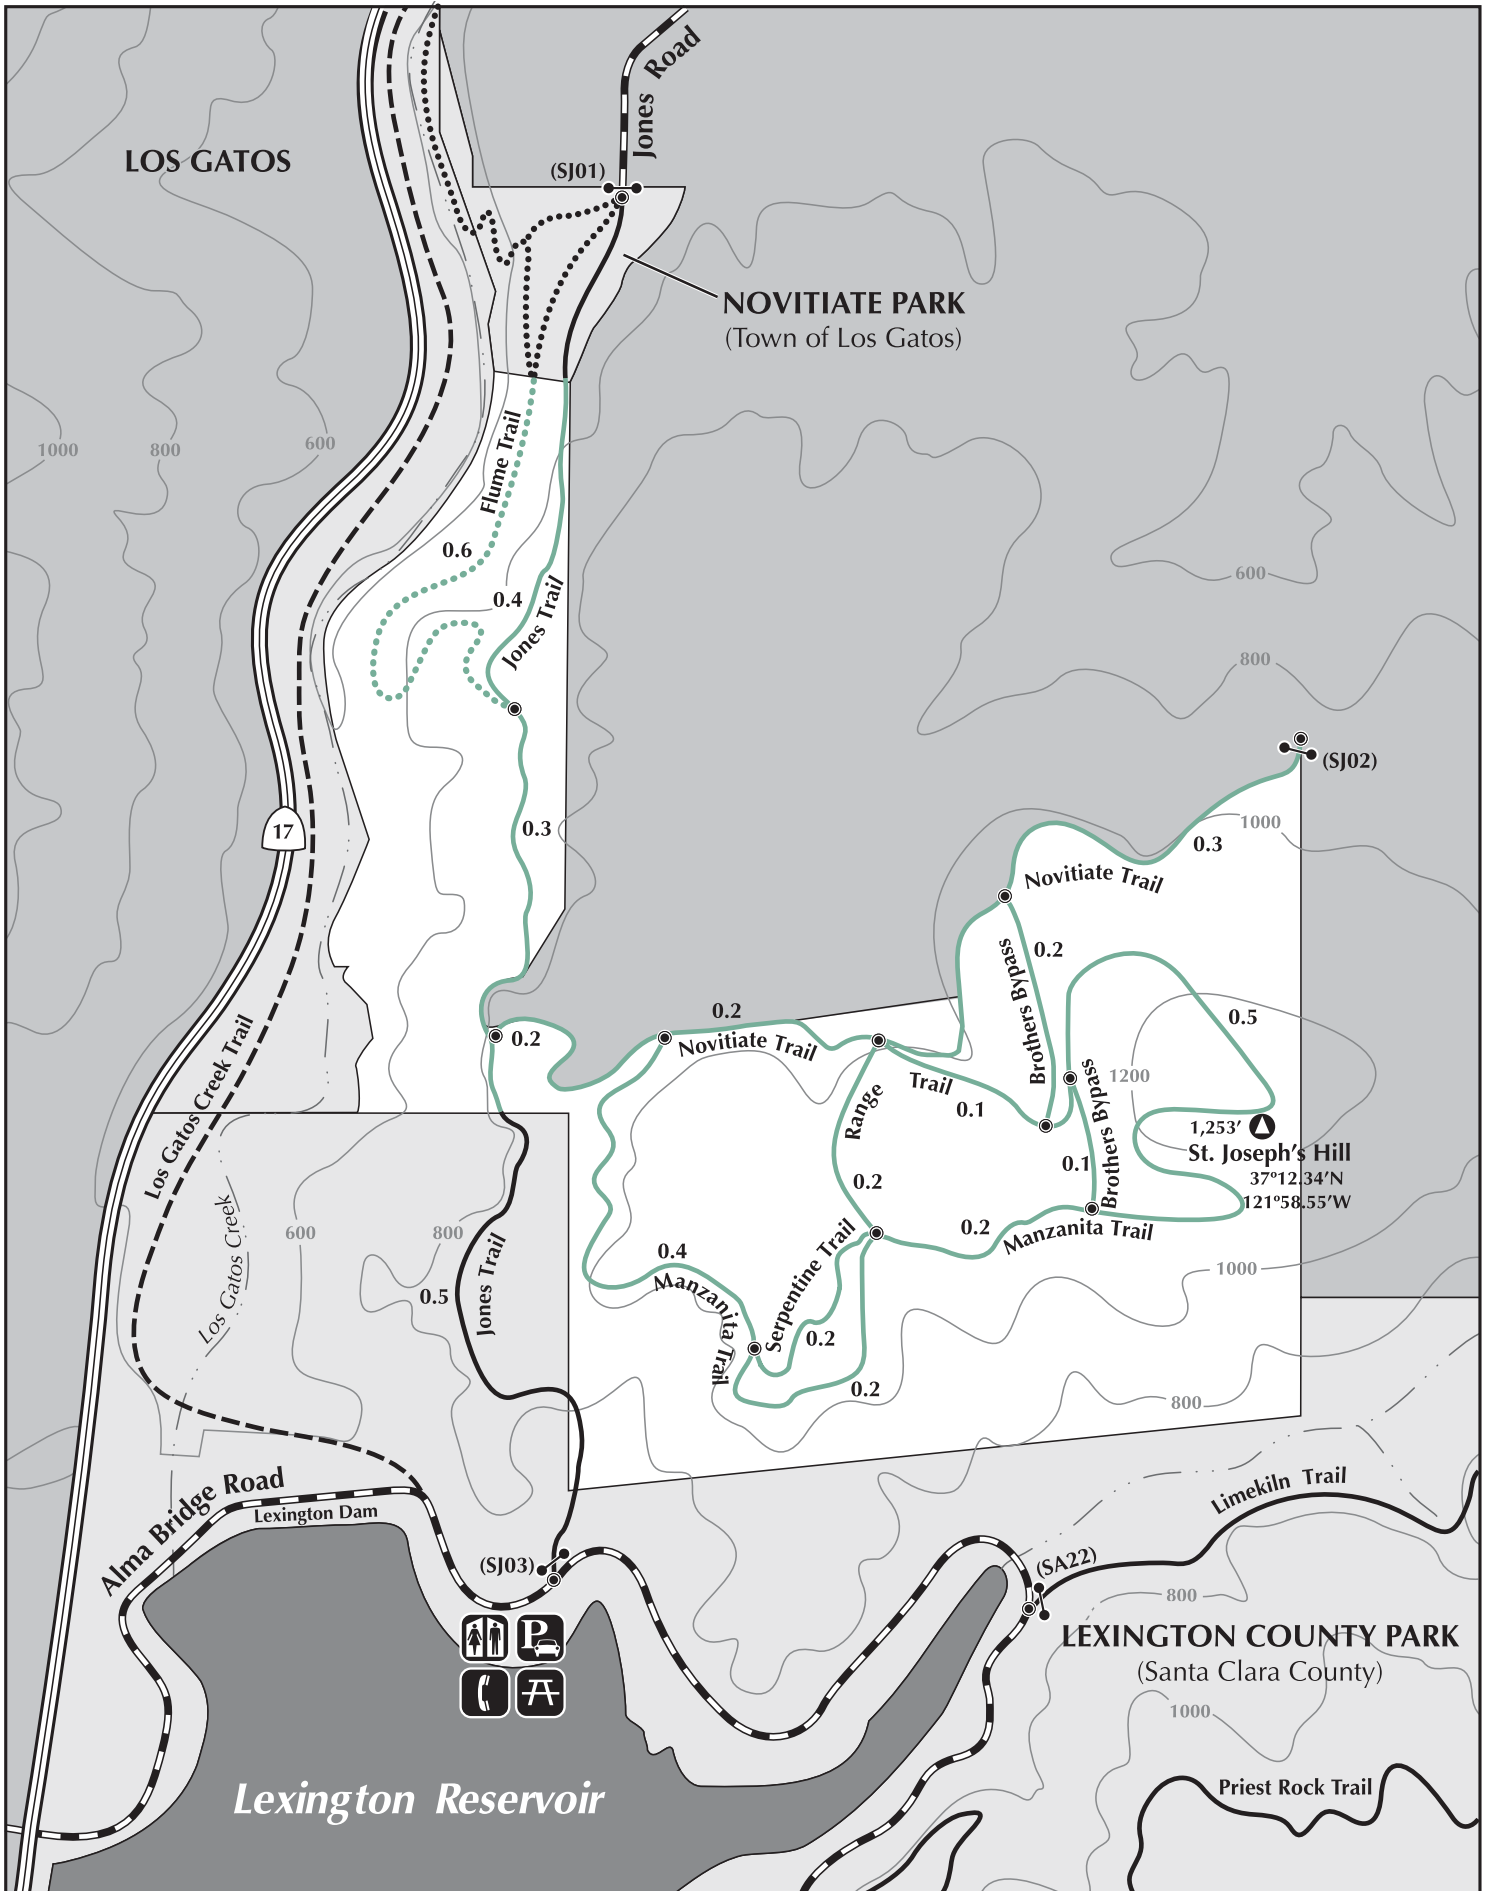 Jones Road
LOS GATOS
(SJ01)
NOVITIATE PARK
(Town of Los Gatos)
1000
800
600
Flume Trail
0.6
0.4
Jones Trail
600
800
(SJ02)
17
0.3
1000
0.3
Novitiate Trail
0.2
Brothers Bypass
0.5
0.2
0.2
Novitiate Trail
Los Gatos Creek Trail
Range
Trail
0.1
1200
Brothers Bypass
1,253'
St. Joseph's Hill
37º12.34'N
121º58.55'W
0.1
0.2
Los Gatos Creek
600
800
Jones Trail
0.5
0.4
Manzanita Trail
Serpentine Trail
0.2
0.2
0.2
Manzanita Trail
1000
800
Alma Bridge Road
Lexington Dam
Limekiln Trail
(SJ03)
(SA22)
800
P
LEXINGTON COUNTY PARK
(Santa Clara County)
1000
Lexington Reservoir
Priest Rock Trail